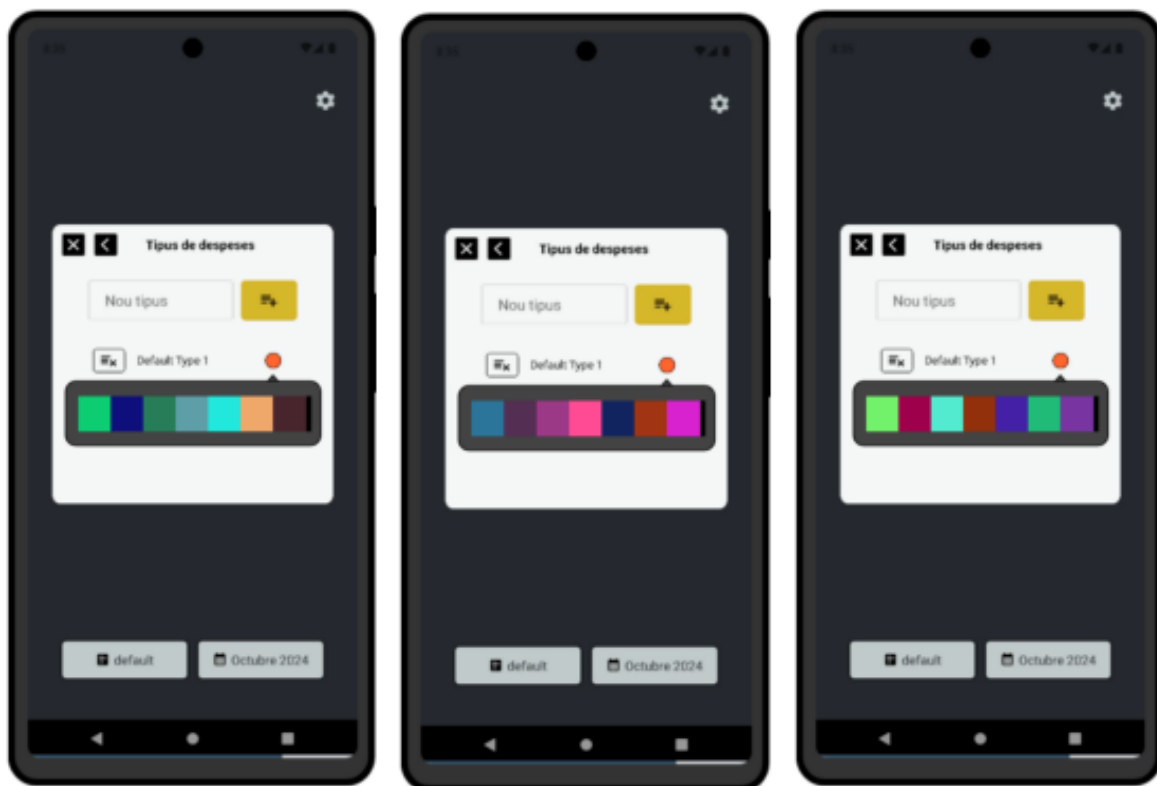 Tipus de despeses
Nou tipus
Default Type 1
default
Octubre 2024
Tipus de despeses
Nou tipus
Default Type 1
default
Octubre 2024
Tipus de despeses
Nou tipus
Default Type 1
default
Octubre 2024